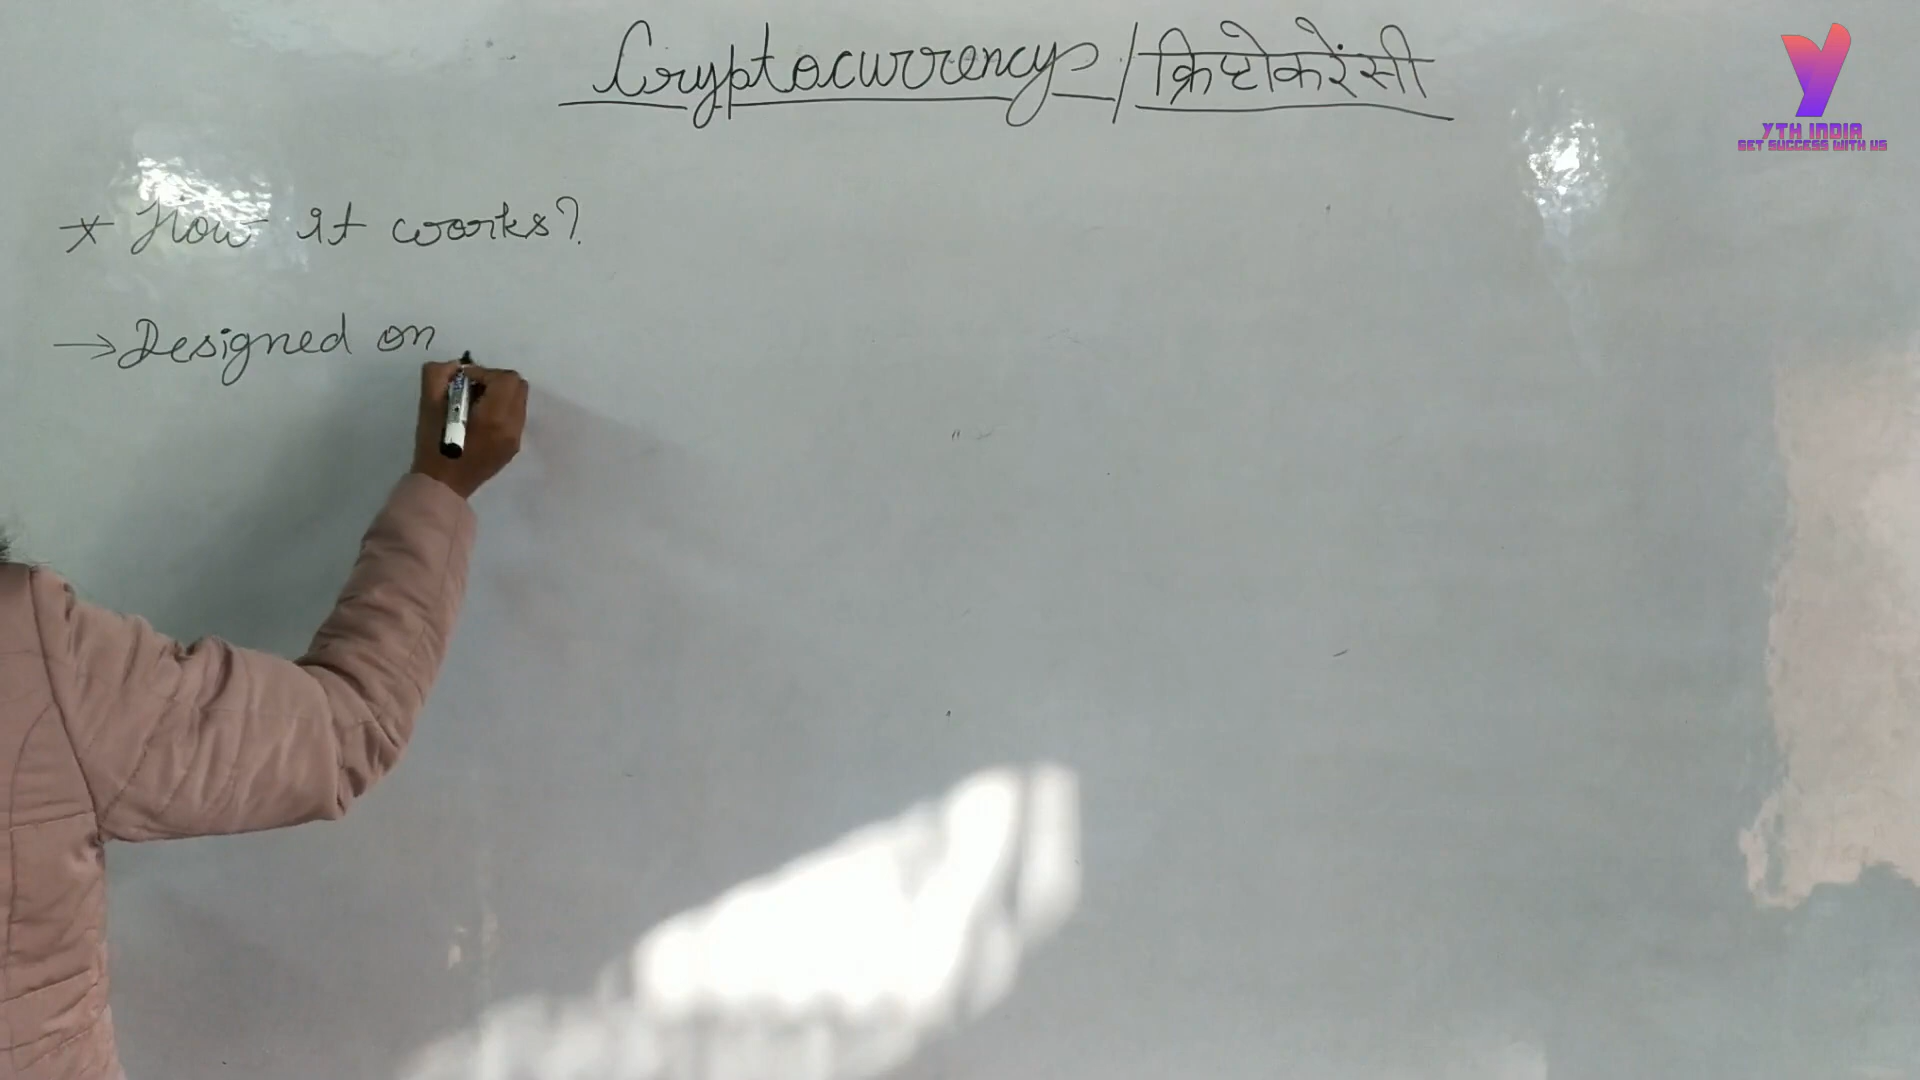 Cryptocurrency / क्रिप्टोकरेंसी
* How it works?
→ Designed on
YTH INDIA
GET SUCCESS WITH US